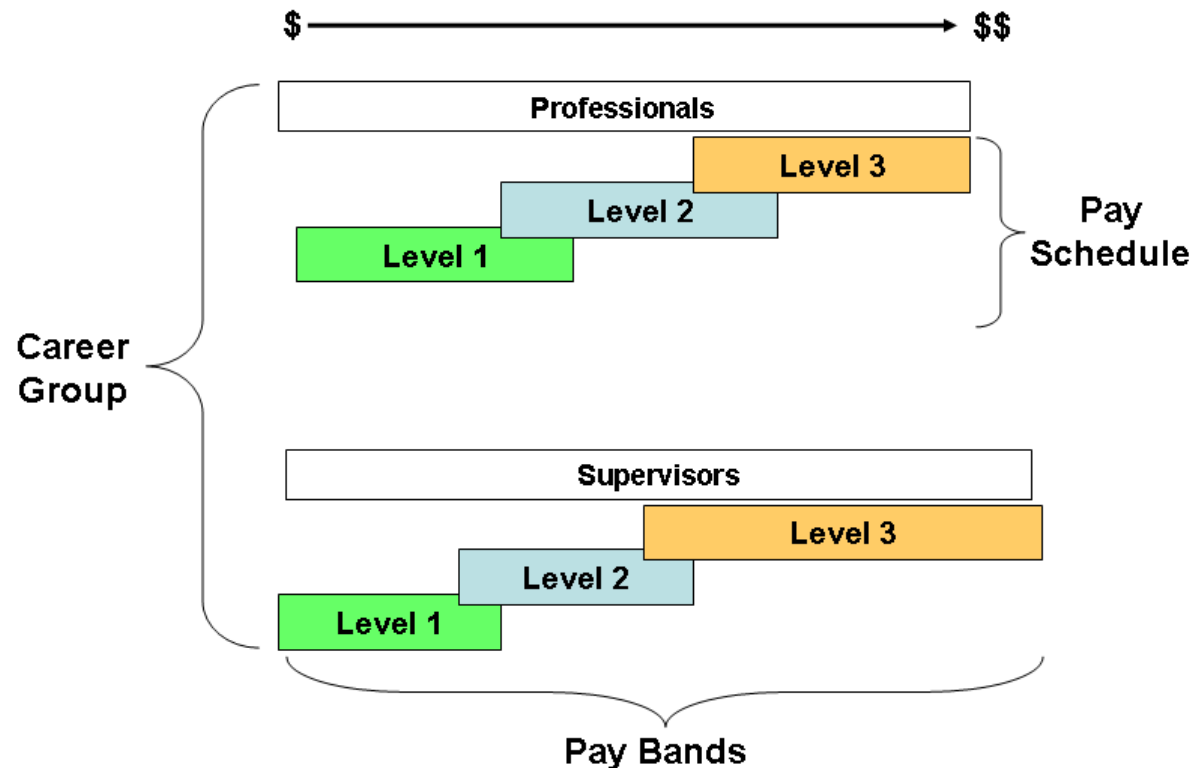 $ $$
Professionals
Level 3
Level 2
Level 1
Pay
Schedule
Career
Group
Supervisors
Level 3
Level 2
Level 1
Pay Bands